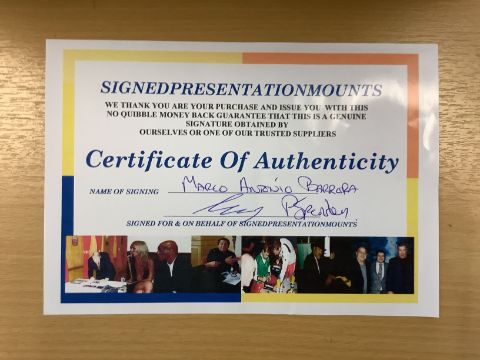 SIGNEDPRESENTATIONMOUNTS
WE THANK YOU ARE YOUR PURCHASE AND ISSUE YOU WITH THIS
NO QUIBBLE MONEY BACK GUARANTEE THAT THIS IS A GENUINE
SIGNATURE OBTAINED BY
OURSELVES OR ONE OF OUR TRUSTED SUPPLIERS
Certificate Of Authenticity
NAME OF SIGNING MARCO ANTONIO BARRERA
SIGNED FOR & ON BEHALF OF SIGNEDPRESENTATIONMOUNTS